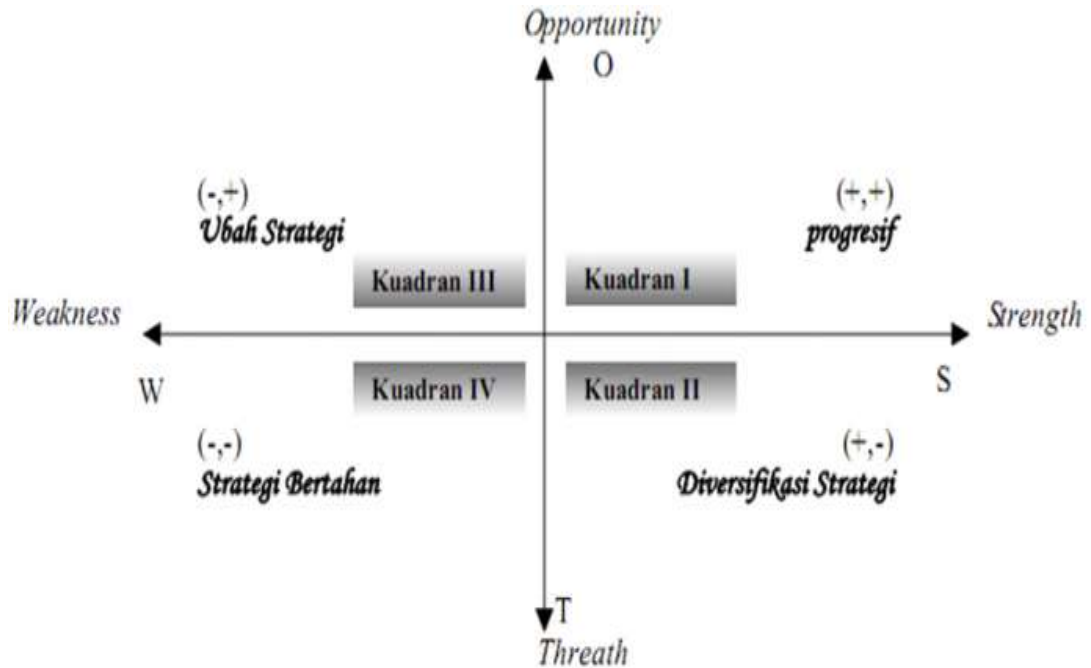 Opportunity
O
(-,+)
Ubah Strategi
(+,+)
progresif
Kuadran III
Kuadran I
Weakness
Strength
W
Kuadran IV
Kuadran II
S
(-,-)
Strategi Bertahan
(+,-)
Diversifikasi Strategi
T
Threath